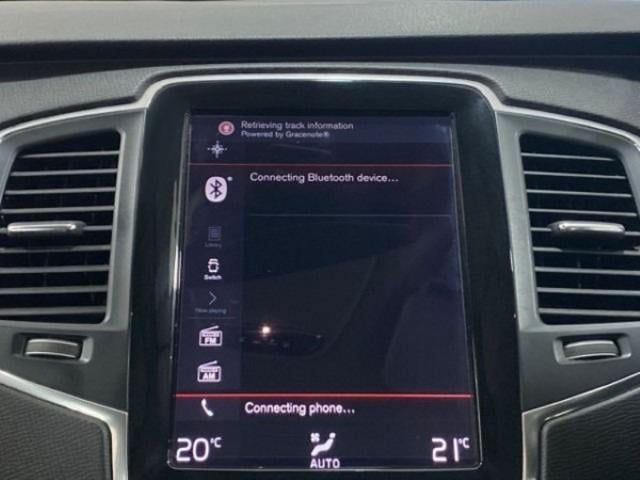 Retrieving track information
Powered by Gracenote®
Connecting Bluetooth device...
Library
Switch
Now playing
FM
AM
Connecting phone...
20°C
AUTO
21°C